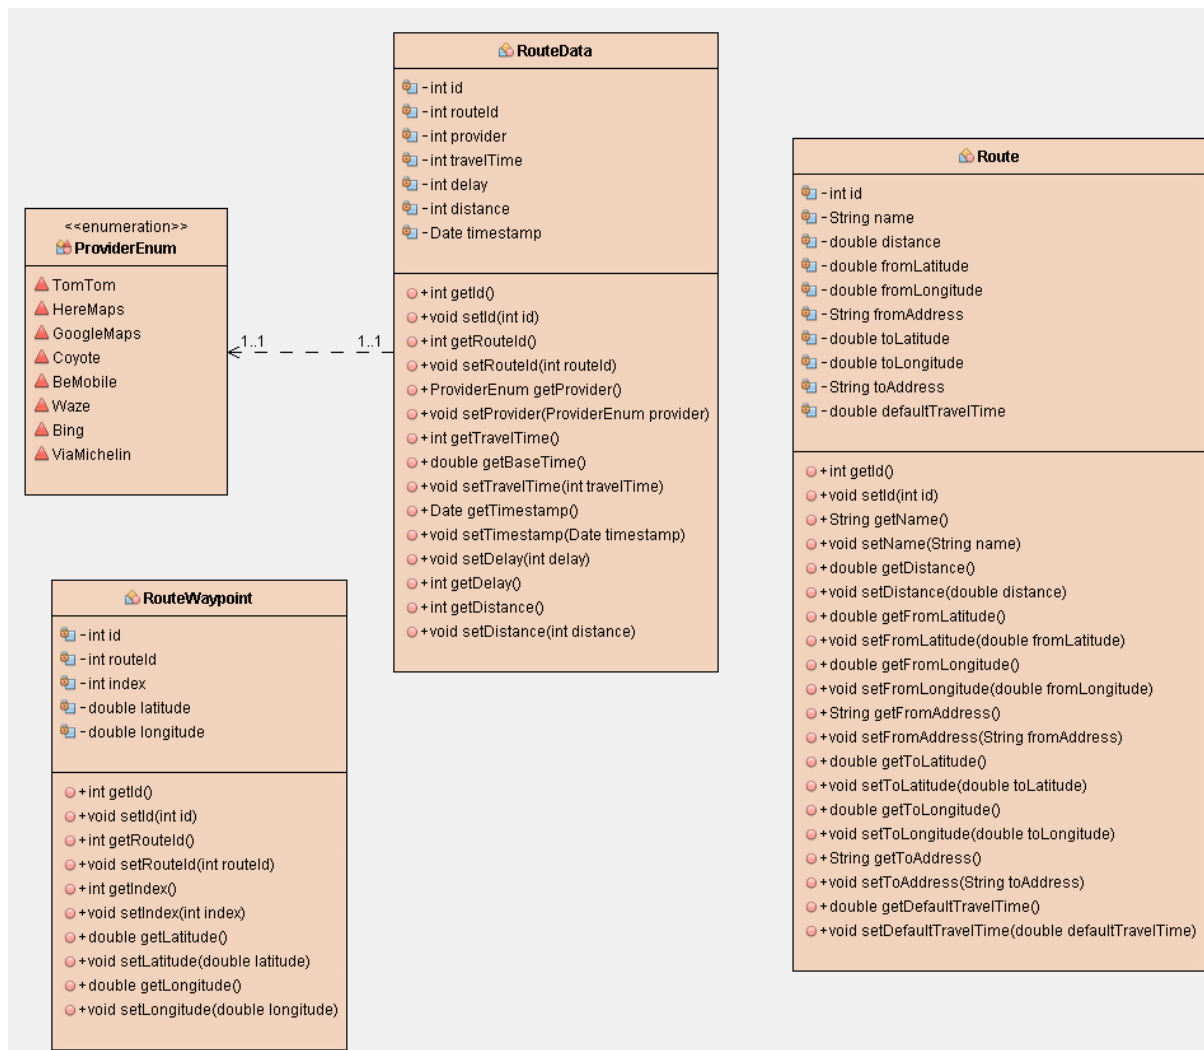 RouteData
-int id
-int routeId
-int provider
-int travelTime
-int delay
-int distance
-Date timestamp
+int getId()
+void setId(int id)
+int getRouteId()
+void setRouteId(int routeId)
+ProviderEnum getProvider()
+void setProvider(ProviderEnum provider)
+int getTravelTime()
+double getBaseTime()
+void setTravelTime(int travelTime)
+Date getTimestamp()
+void setTimestamp(Date timestamp)
+void setDelay(int delay)
+int getDelay()
+int getDistance()
+void setDistance(int distance)
<<enumeration>>
ProviderEnum
TomTom
HereMaps
GoogleMaps
Coyote
BeMobile
Waze
Bing
ViaMichelin
1..1
1..1
Route
-int id
-String name
-double distance
-double fromLatitude
-double fromLongitude
-String fromAddress
-double toLatitude
-double toLongitude
-String toAddress
-double defaultTravelTime
+int getId()
+void setId(int id)
+String getName()
+void setName(String name)
+double getDistance()
+void setDistance(double distance)
+double getFromLatitude()
+void setFromLatitude(double fromLatitude)
+double getFromLongitude()
+void setFromLongitude(double fromLongitude)
+String getFromAddress()
+void setFromAddress(String fromAddress)
+double getToLatitude()
+void setToLatitude(double toLatitude)
+double getToLongitude()
+void setToLongitude(double toLongitude)
+String getToAddress()
+void setToAddress(String toAddress)
+double getDefaultTravelTime()
+void setDefaultTravelTime(double defaultTravelTime)
RouteWaypoint
-int id
-int routeId
-int index
-double latitude
-double longitude
+int getId()
+void setId(int id)
+int getRouteId()
+void setRouteId(int routeId)
+int getIndex()
+void setIndex(int index)
+double getLatitude()
+void setLatitude(double latitude)
+double getLongitude()
+void setLongitude(double longitude)